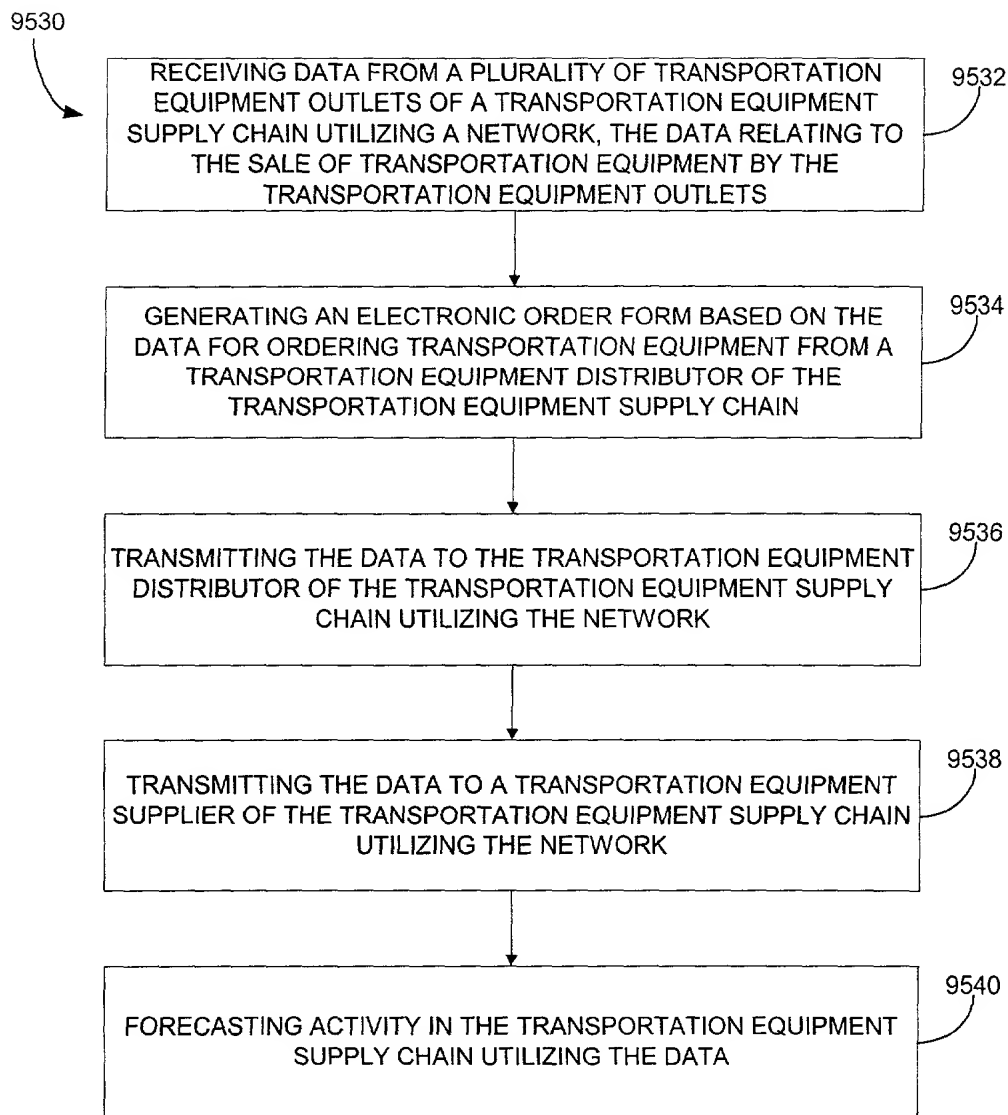 9530
RECEIVING DATA FROM A PLURALITY OF TRANSPORTATION
EQUIPMENT OUTLETS OF A TRANSPORTATION EQUIPMENT
SUPPLY CHAIN UTILIZING A NETWORK, THE DATA RELATING TO
THE SALE OF TRANSPORTATION EQUIPMENT BY THE
TRANSPORTATION EQUIPMENT OUTLETS
9532
GENERATING AN ELECTRONIC ORDER FORM BASED ON THE
DATA FOR ORDERING TRANSPORTATION EQUIPMENT FROM A
TRANSPORTATION EQUIPMENT DISTRIBUTOR OF THE
TRANSPORTATION EQUIPMENT SUPPLY CHAIN
9534
TRANSMITTING THE DATA TO THE TRANSPORTATION EQUIPMENT
DISTRIBUTOR OF THE TRANSPORTATION EQUIPMENT SUPPLY
CHAIN UTILIZING THE NETWORK
9536
TRANSMITTING THE DATA TO A TRANSPORTATION EQUIPMENT
SUPPLIER OF THE TRANSPORTATION EQUIPMENT SUPPLY CHAIN
UTILIZING THE NETWORK
9538
FORECASTING ACTIVITY IN THE TRANSPORTATION EQUIPMENT
SUPPLY CHAIN UTILIZING THE DATA
9540